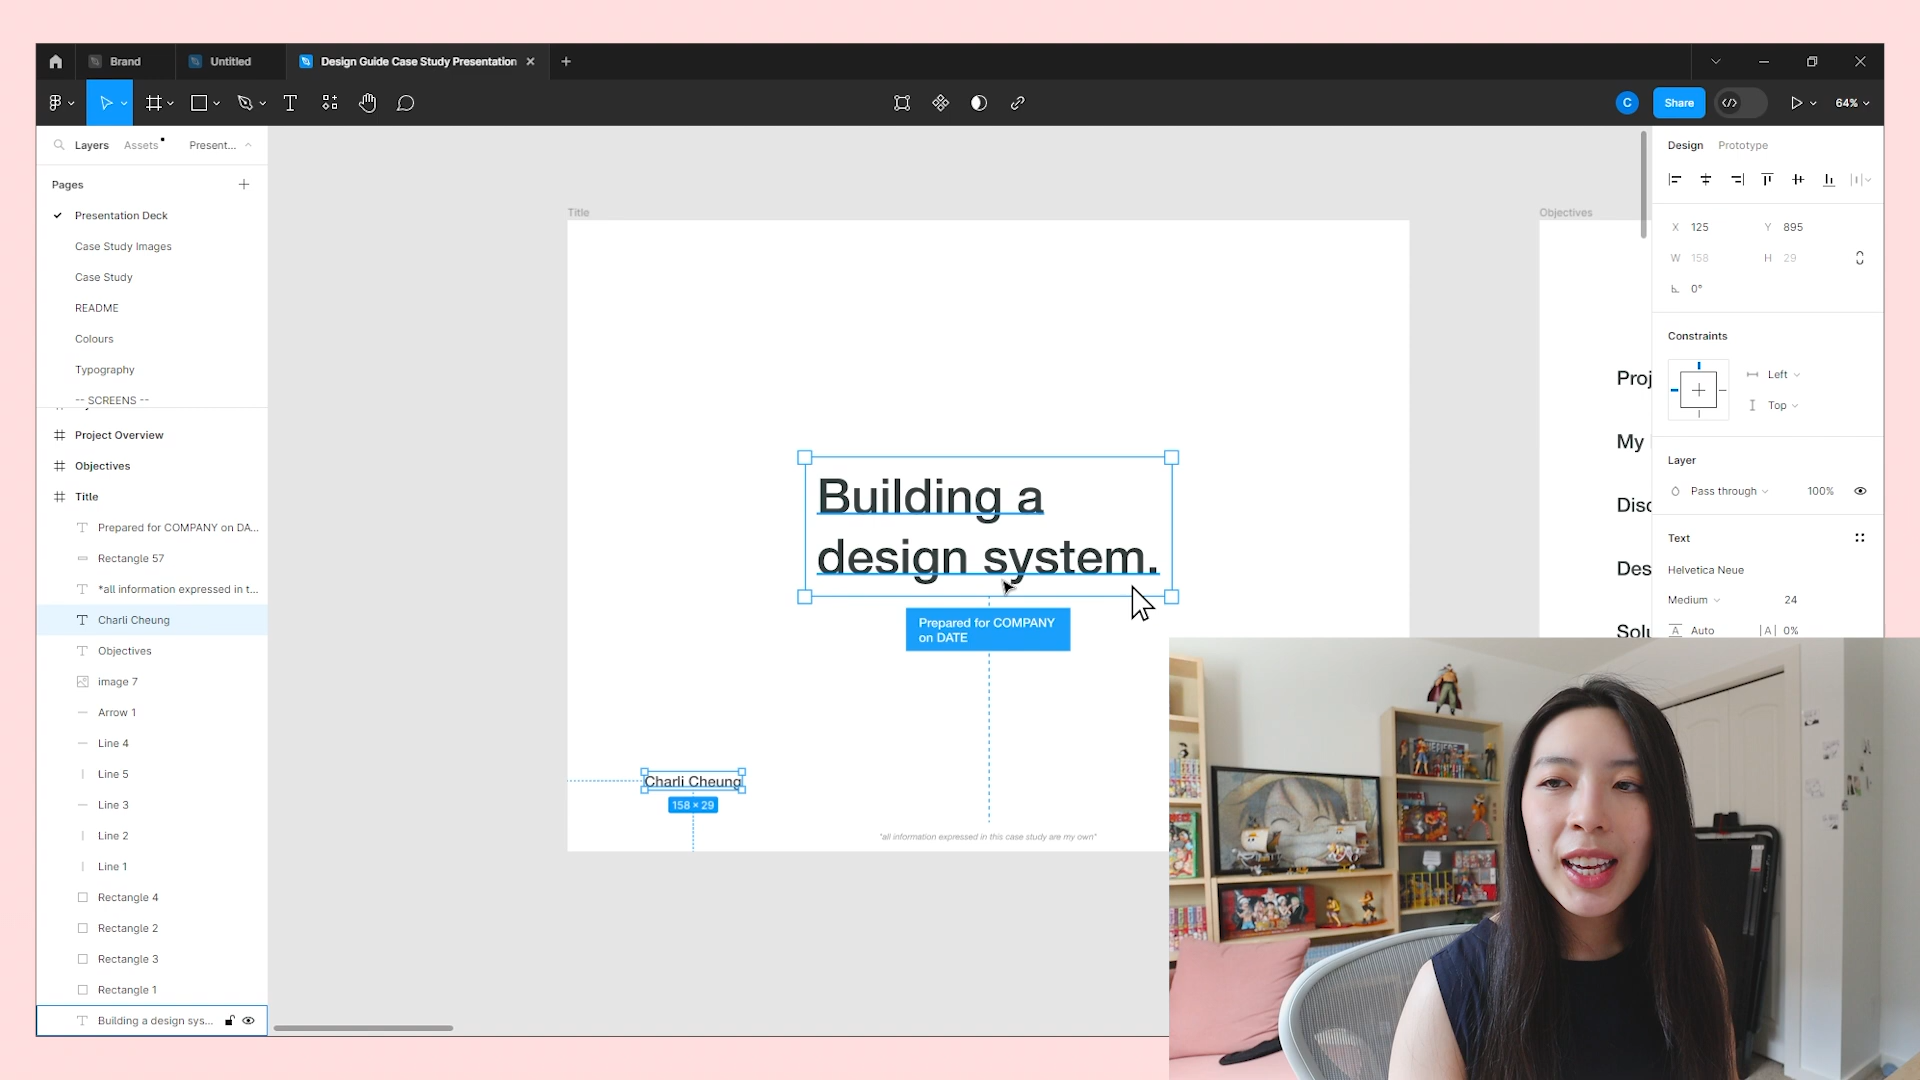 Brand
Untitled
Design Guide Case Study Presentation
C
Share
64%
Layers
Assets
Present...
Pages
Presentation Deck
Case Study Images
Case Study
README
Colours
Typography
-- SCREENS --
Project Overview
Objectives
Title
Prepared for COMPANY on DA...
Rectangle 57
*all information expressed in t...
Charli Cheung
Objectives
image 7
Arrow 1
Line 4
Line 5
Line 3
Line 2
Line 1
Rectangle 4
Rectangle 2
Rectangle 3
Rectangle 1
Building a design sys...
Title
Building a
design system.
Prepared for COMPANY
on DATE
Charli Cheung
158 × 29
*all information expressed in this case study are my own*
Objectives
Proj
My
Disc
Des
Solu
Design
Prototype
X 125
Y 895
W 158
H 29
0°
Constraints
Left
Top
Layer
Pass through
100%
Text
Helvetica Neue
Medium
24
A Auto
|A| 0%